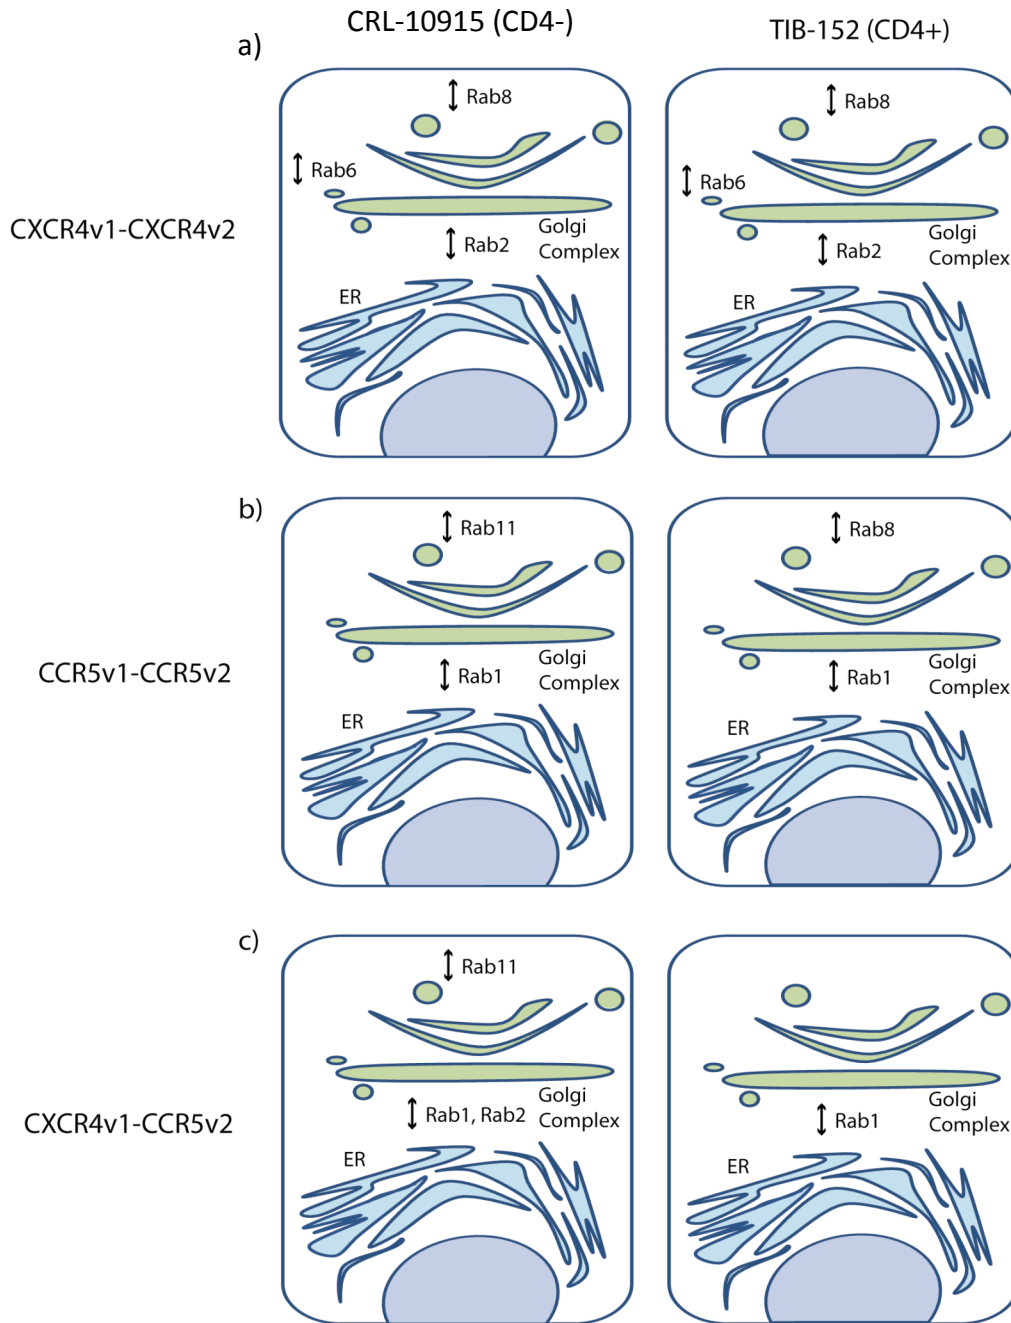 CRL-10915 (CD4-)
TIB-152 (CD4+)
a)
Rab8
Rab8
Rab6
Rab6
CXCR4v1-CXCR4v2
Rab2
Golgi
Complex
Rab2
Golgi
Complex
ER
ER
b)
Rab11
Rab8
CCR5v1-CCR5v2
Rab1
Golgi
Complex
Rab1
Golgi
Complex
ER
ER
c)
Rab11
CXCR4v1-CCR5v2
Rab1, Rab2
Golgi
Complex
Rab1
Golgi
Complex
ER
ER